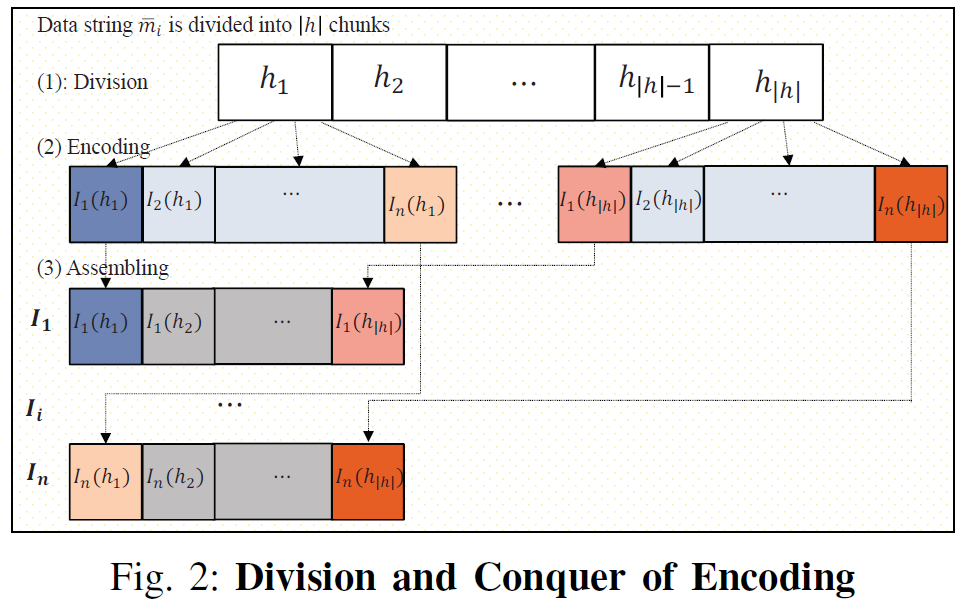 Data string m̄ᵢ is divided into |h| chunks
(1): Division
h₁ h₂ ... h|h|−1 h|h|
(2) Encoding
I₁(h₁) I₂(h₁) ... Iₙ(h₁) ... I₁(h|h|) I₂(h|h|) ... Iₙ(h|h|)
(3) Assembling
I₁ I₁(h₁) I₁(h₂) ... I₁(h|h|)
Iᵢ ...
Iₙ Iₙ(h₁) Iₙ(h₂) ... Iₙ(h|h|)
Fig. 2: Division and Conquer of Encoding